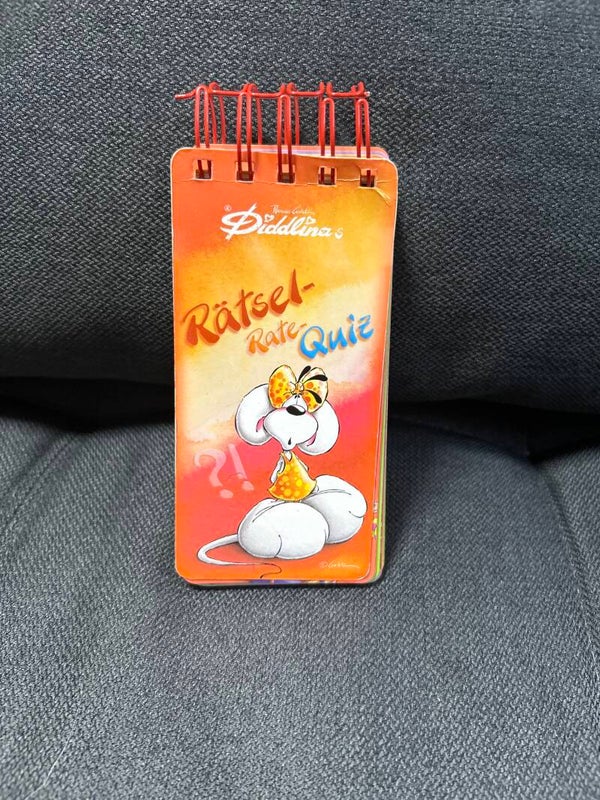 ®
Diddlina's
Rätsel-
Rate-
Quiz
?!